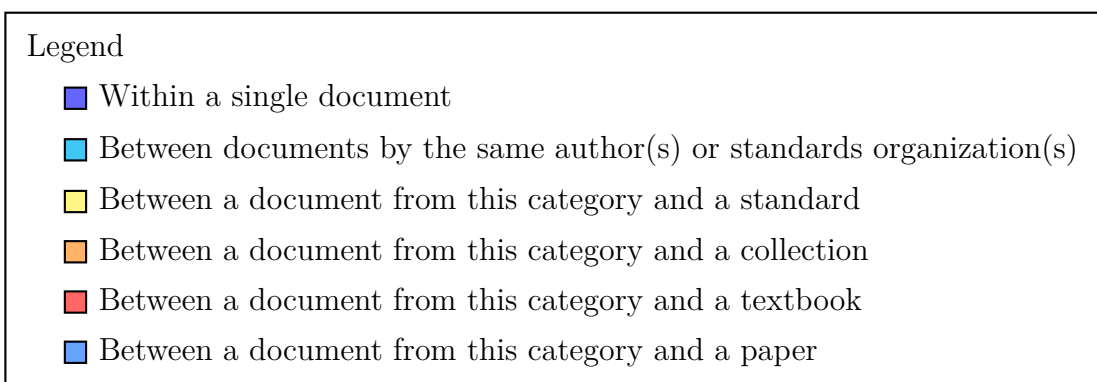 Legend
Within a single document
Between documents by the same author(s) or standards organization(s)
Between a document from this category and a standard
Between a document from this category and a collection
Between a document from this category and a textbook
Between a document from this category and a paper